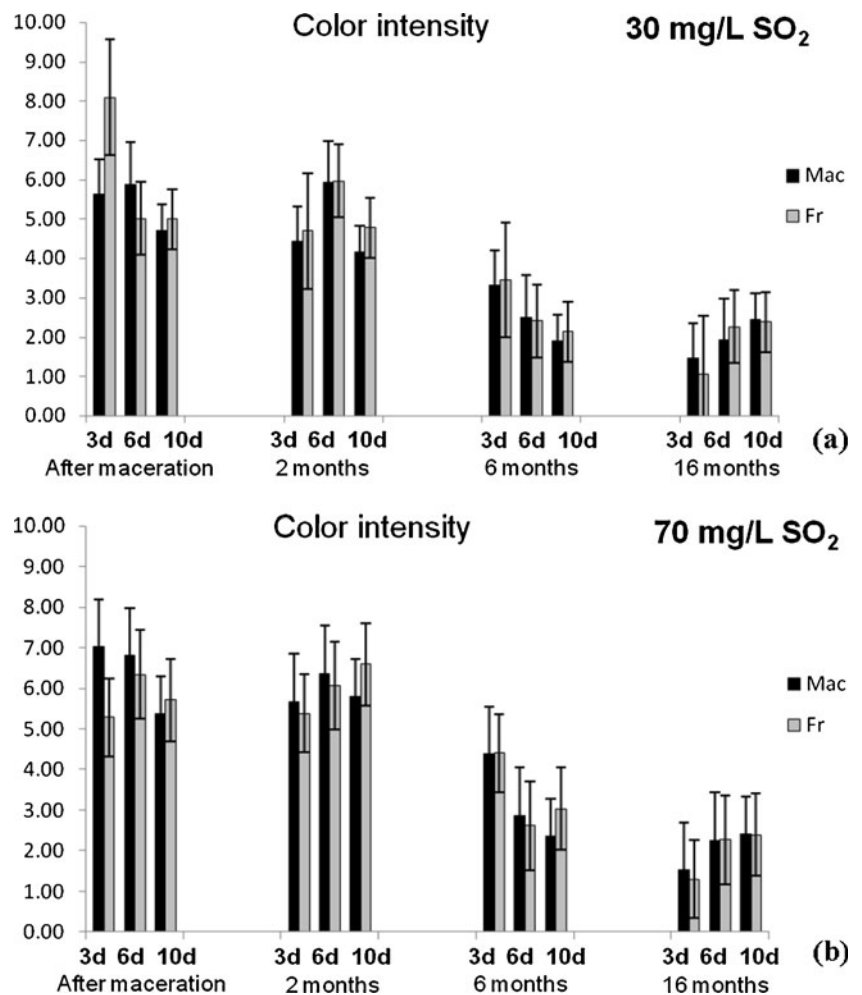 Color intensity 30 mg/L SO₂
10.00
9.00
8.00
7.00
6.00
5.00
4.00
3.00
2.00
1.00
0.00
Mac
Fr
3d 6d 10d 3d 6d 10d 3d 6d 10d 3d 6d 10d
After maceration 2 months 6 months 16 months
(a)
Color intensity 70 mg/L SO₂
10.00
9.00
8.00
7.00
6.00
5.00
4.00
3.00
2.00
1.00
0.00
Mac
Fr
3d 6d 10d 3d 6d 10d 3d 6d 10d 3d 6d 10d
After maceration 2 months 6 months 16 months
(b)